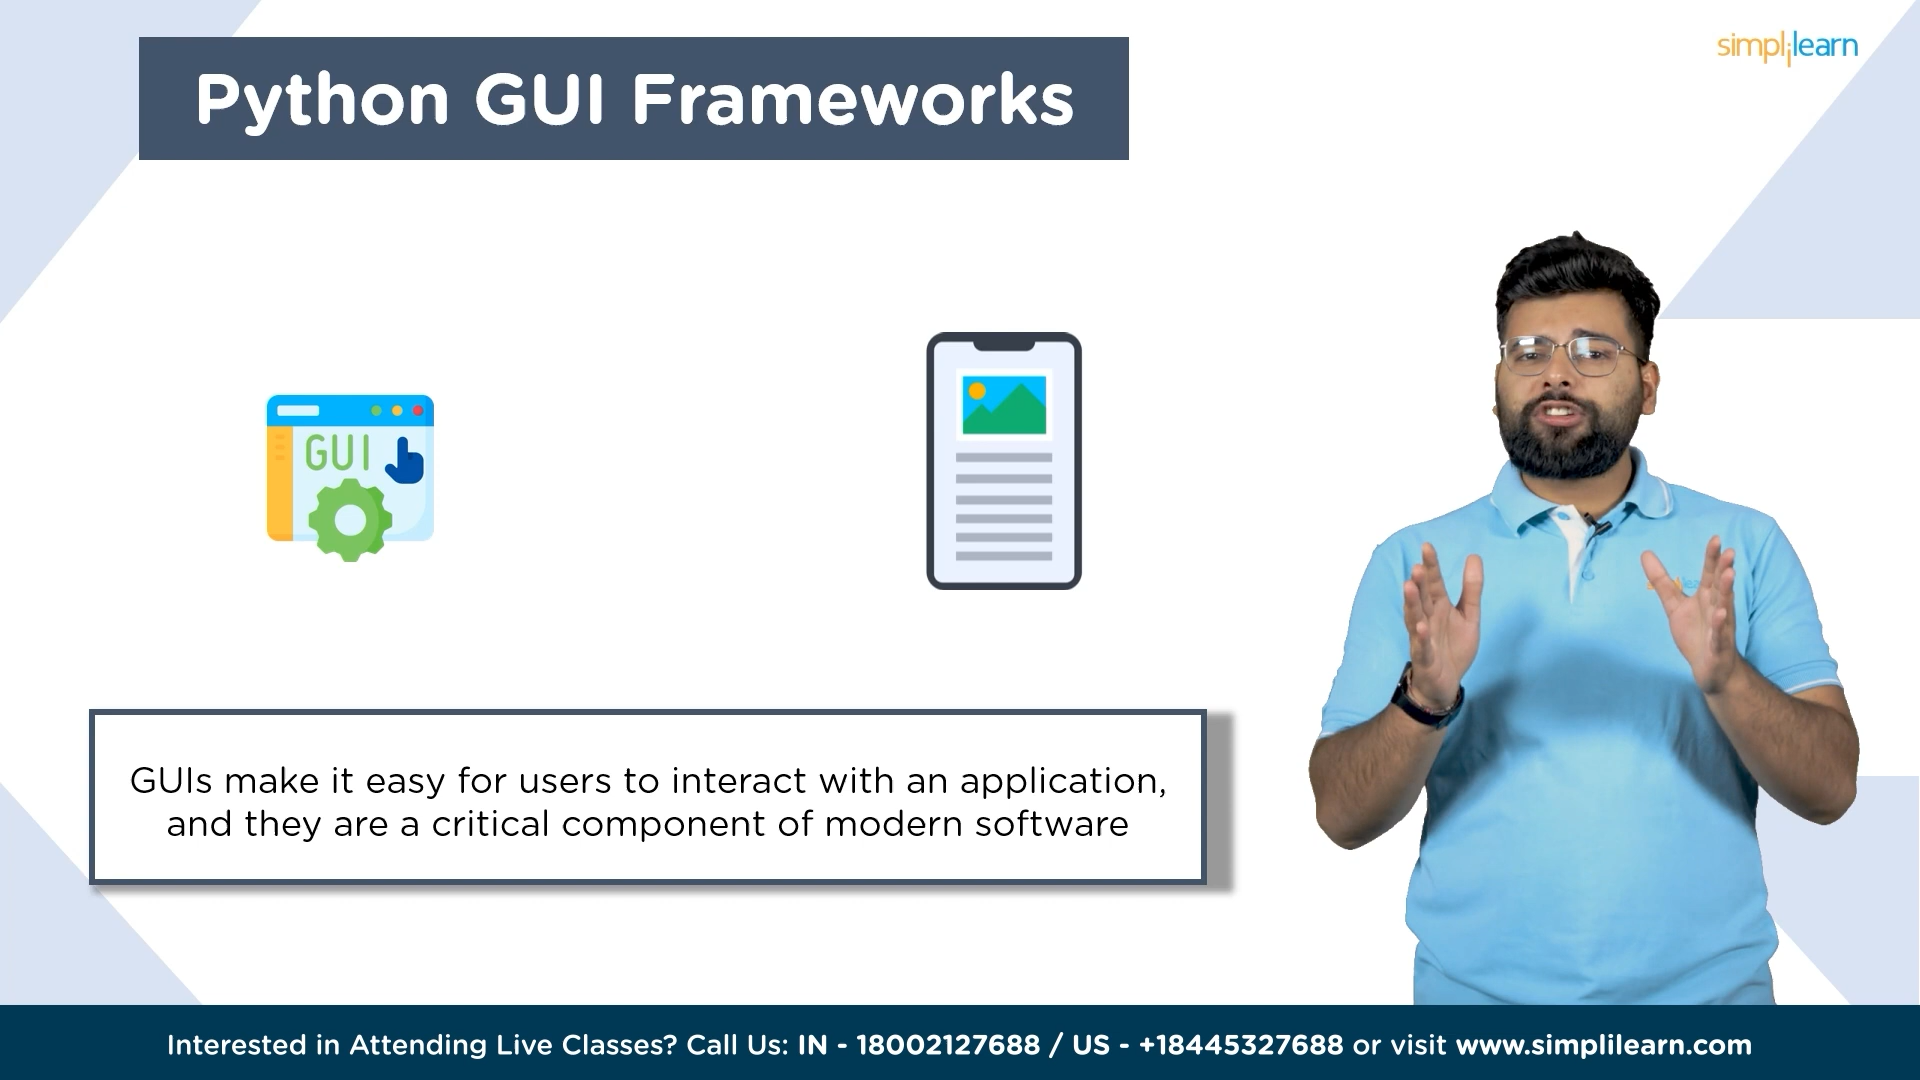 Python GUI Frameworks
simplilearn
GUI
GUIs make it easy for users to interact with an application,
and they are a critical component of modern software
Interested in Attending Live Classes? Call Us: IN - 18002127688 / US - +18445327688 or visit www.simplilearn.com